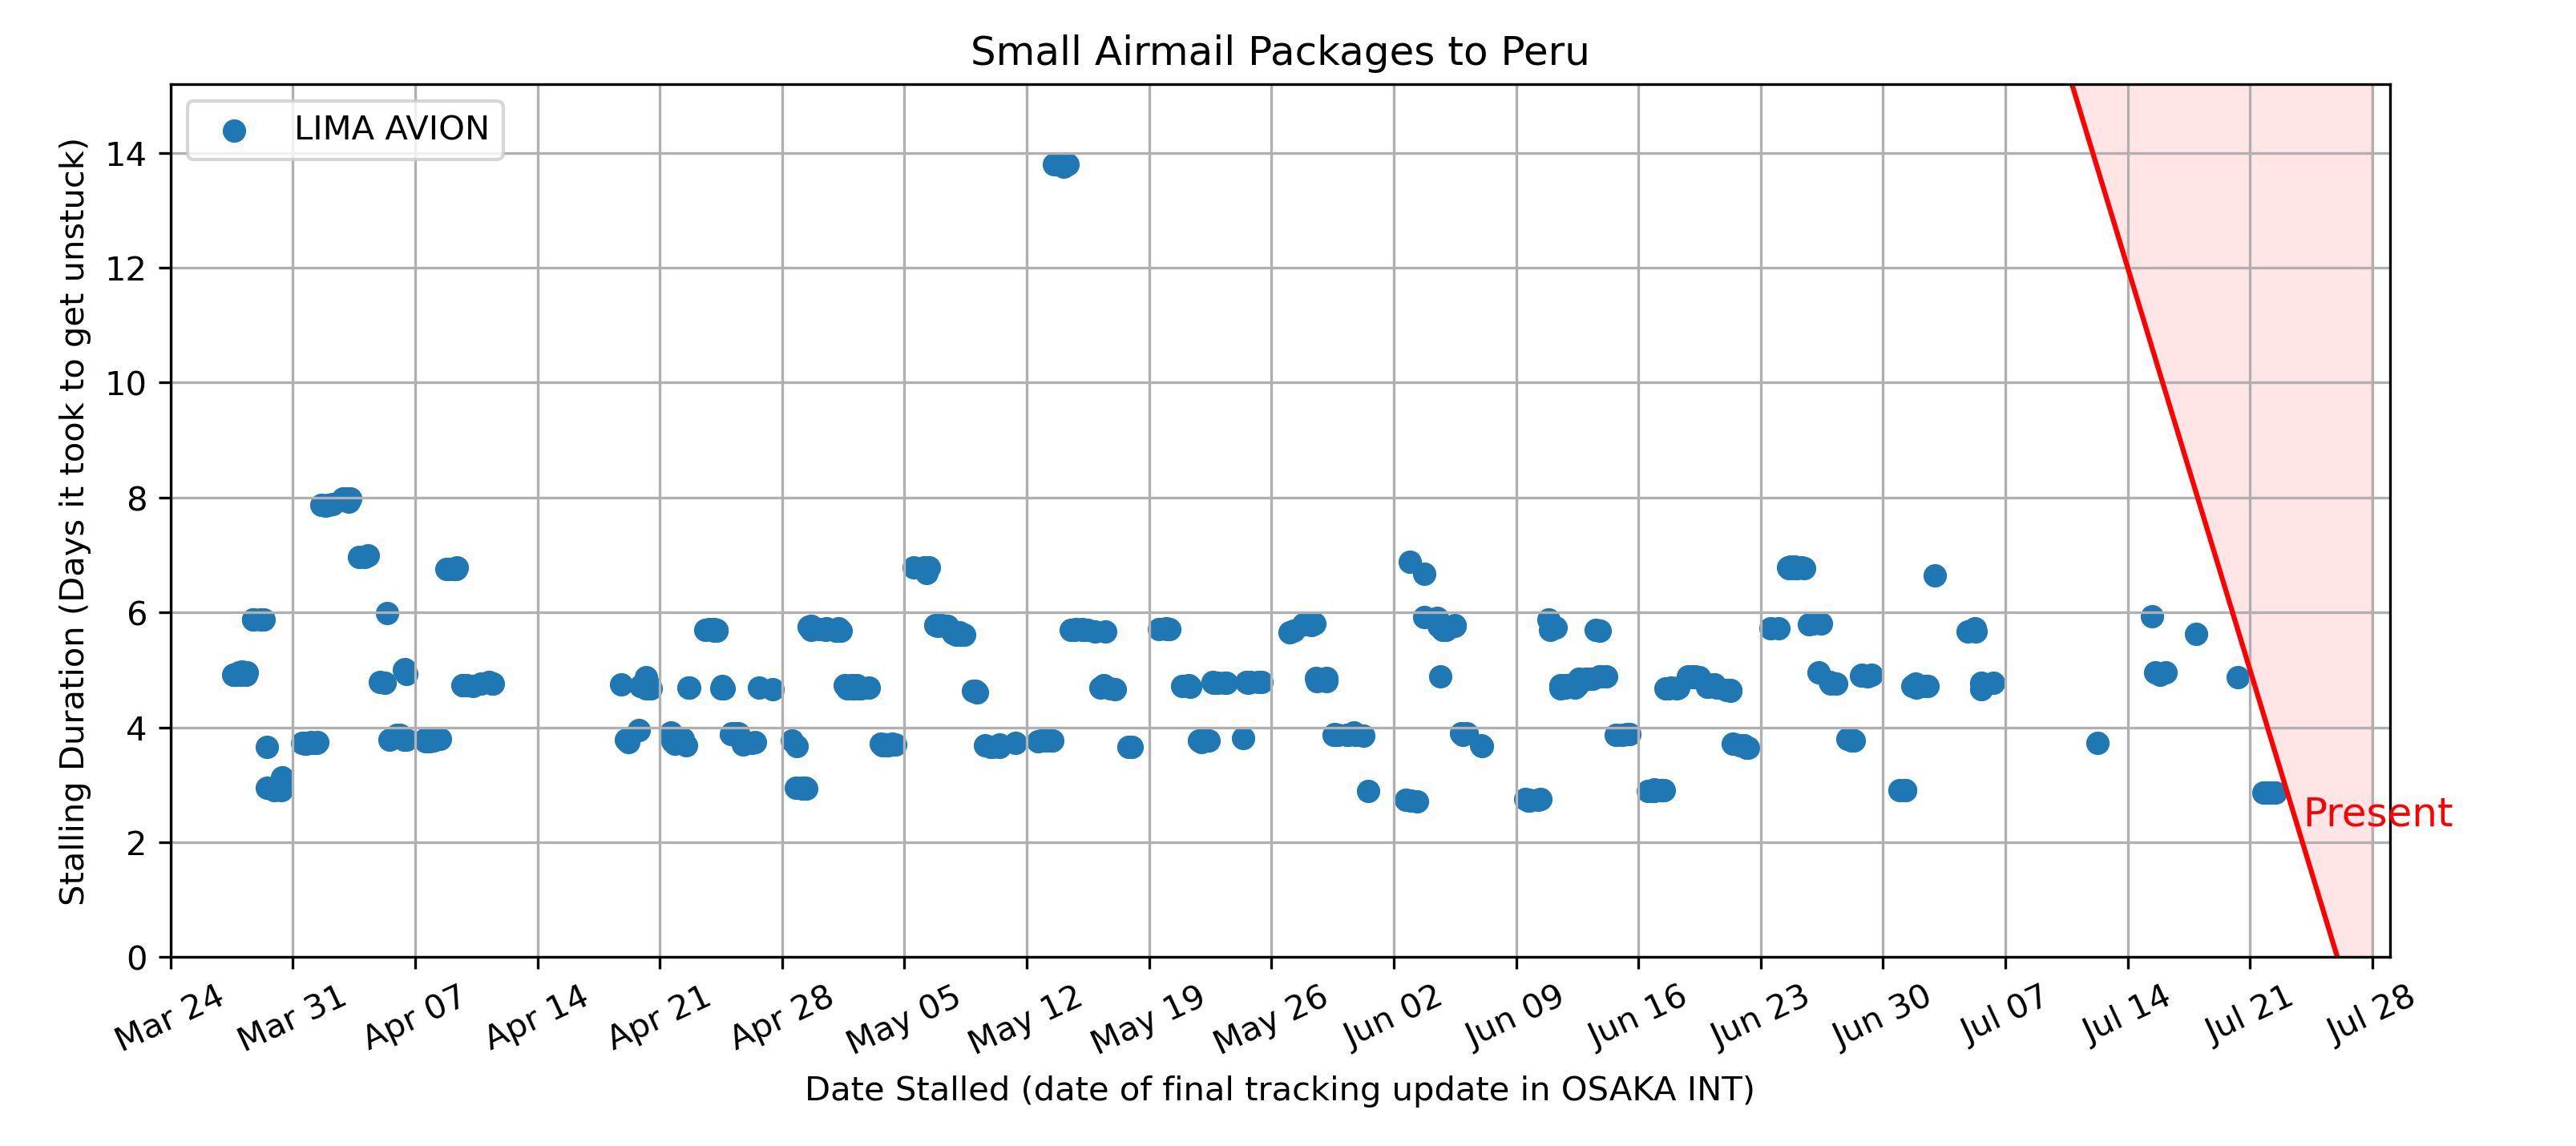 Small Airmail Packages to Peru
LIMA AVION
Stalling Duration (Days it took to get unstuck)
14
12
10
8
6
4
2
0
Present
Mar 24
Mar 31
Apr 07
Apr 14
Apr 21
Apr 28
May 05
May 12
May 19
May 26
Jun 02
Jun 09
Jun 16
Jun 23
Jun 30
Jul 07
Jul 14
Jul 21
Jul 28
Date Stalled (date of final tracking update in OSAKA INT)